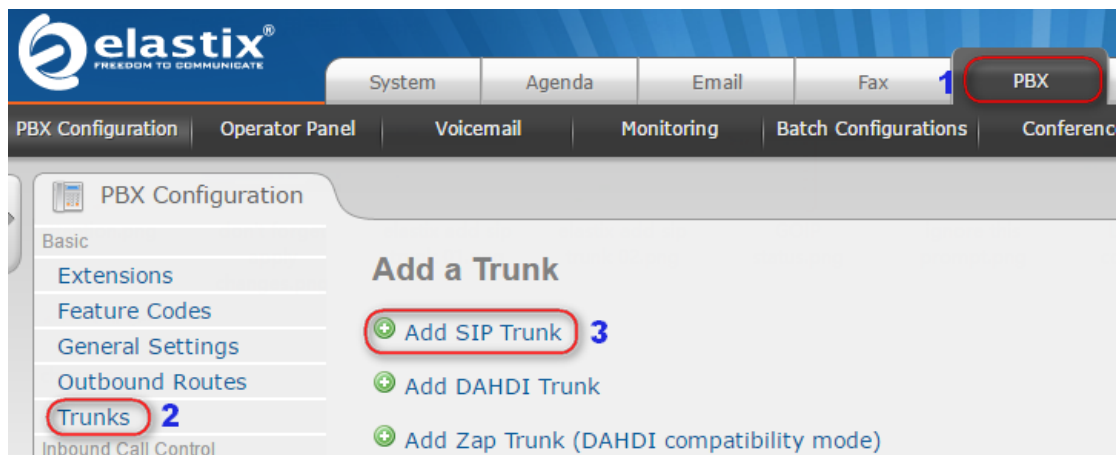 elastix®
FREEDOM TO COMMUNICATE
System Agenda Email Fax 1 PBX
PBX Configuration Operator Panel Voicemail Monitoring Batch Configurations Conferenc
PBX Configuration
Basic
Extensions
Feature Codes
General Settings
Outbound Routes
Trunks 2
Inbound Call Control
Add a Trunk
Add SIP Trunk 3
Add DAHDI Trunk
Add Zap Trunk (DAHDI compatibility mode)